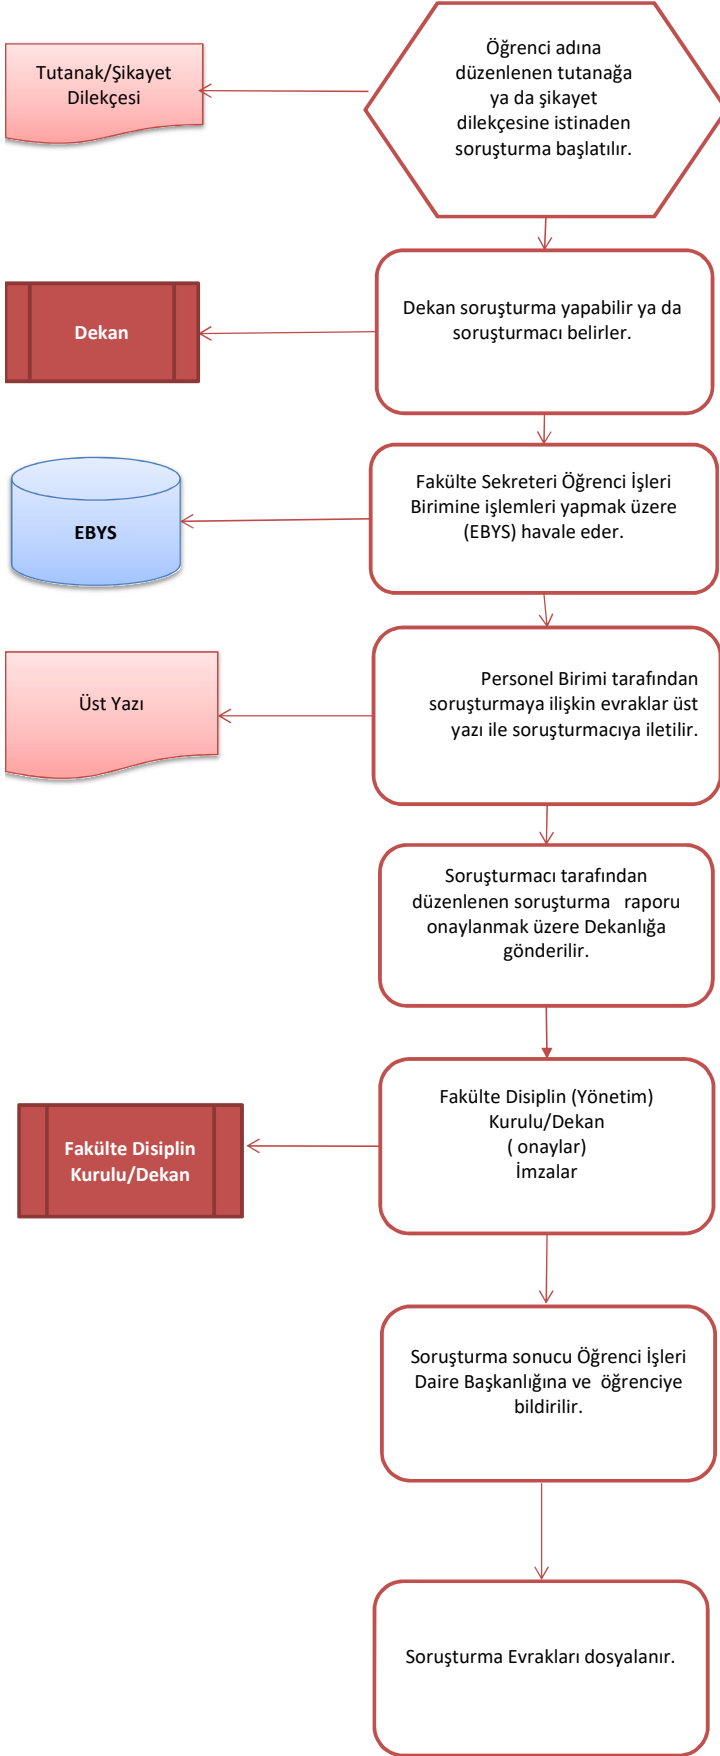 Tutanak/Şikayet
Dilekçesi
Öğrenci adına
düzenlenen tutanağa
ya da şikayet
dilekçesine istinaden
soruşturma başlatılır.
Dekan
Dekan soruşturma yapabilir ya da
soruşturmacı belirler.
EBYS
Fakülte Sekreteri Öğrenci İşleri
Birimine işlemleri yapmak üzere
(EBYS) havale eder.
Üst Yazı
Personel Birimi tarafından
soruşturmaya ilişkin evraklar üst
yazı ile soruşturmacıya iletilir.
Soruşturmacı tarafından
düzenlenen soruşturma raporu
onaylanmak üzere Dekanlığa
gönderilir.
Fakülte Disiplin
Kurulu/Dekan
Fakülte Disiplin (Yönetim)
Kurulu/Dekan
( onaylar)
İmzalar
Soruşturma sonucu Öğrenci İşleri
Daire Başkanlığına ve öğrenciye
bildirilir.
Soruşturma Evrakları dosyalanır.